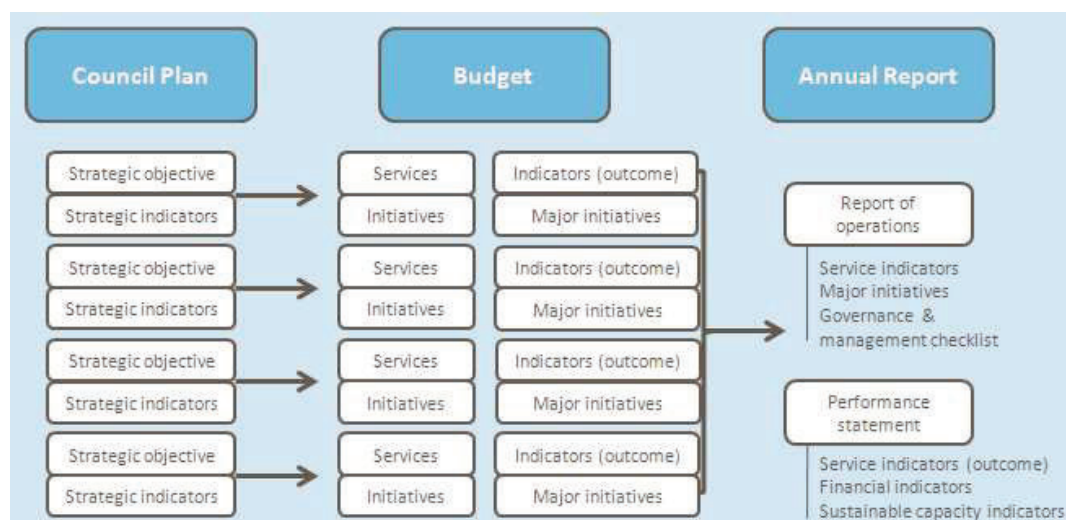 Council Plan
Budget
Annual Report
Strategic objective
Strategic indicators
Services
Initiatives
Indicators (outcome)
Major initiatives
Strategic objective
Strategic indicators
Services
Initiatives
Indicators (outcome)
Major initiatives
Strategic objective
Strategic indicators
Services
Initiatives
Indicators (outcome)
Major initiatives
Strategic objective
Strategic indicators
Services
Initiatives
Indicators (outcome)
Major initiatives
Report of
operations
Service indicators
Major initiatives
Governance &
management checklist
Performance
statement
Service indicators (outcome)
Financial indicators
Sustainable capacity indicators